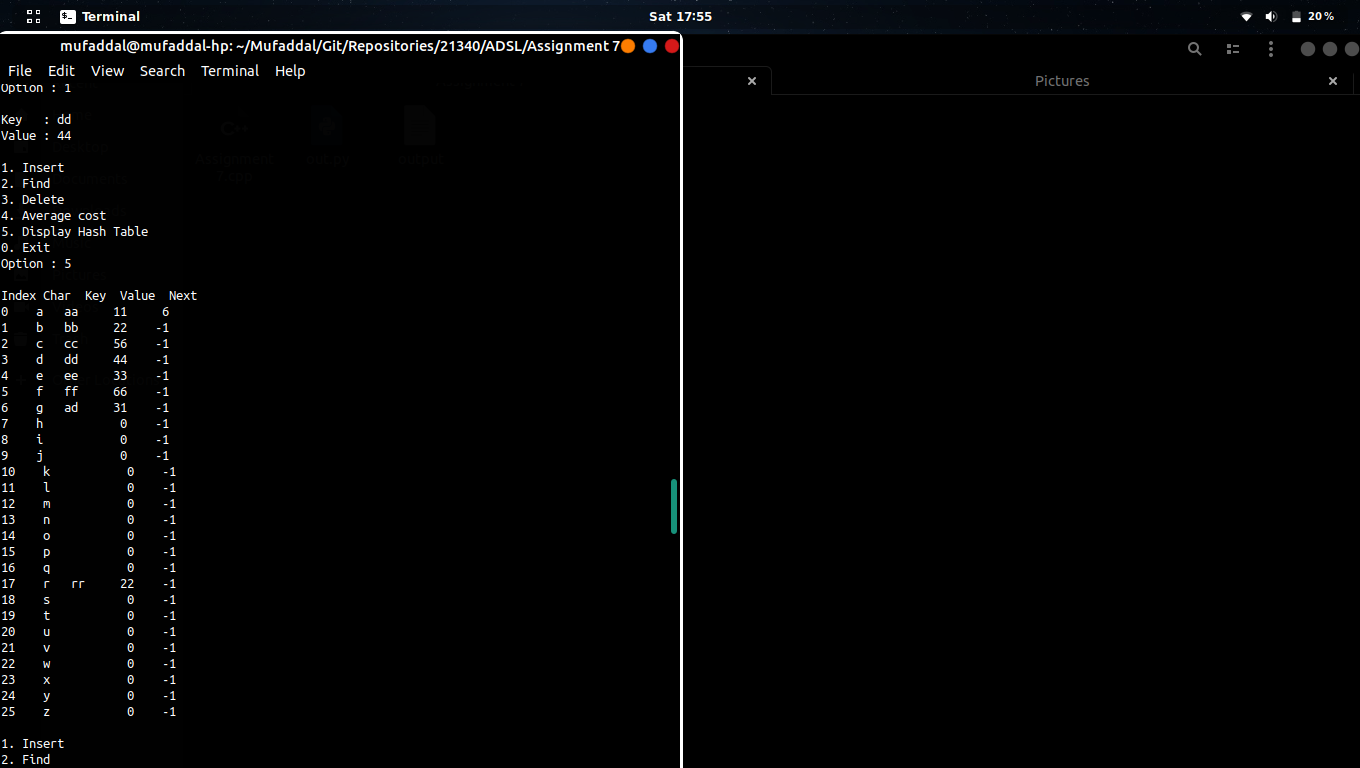 Terminal
Sat 17:55
20%
mufaddal@mufaddal-hp: ~/Mufaddal/Git/Repositories/21340/ADSL/Assignment 7
File Edit View Search Terminal Help
Pictures
Option : 1
Key   : dd
Value : 44
1. Insert
2. Find
3. Delete
4. Average cost
5. Display Hash Table
0. Exit
Option : 5
Index Char  Key  Value  Next
0    a   aa     11     6
1    b   bb     22    -1
2    c   cc     56    -1
3    d   dd     44    -1
4    e   ee     33    -1
5    f   ff     66    -1
6    g   ad     31    -1
7    h           0    -1
8    i           0    -1
9    j           0    -1
10    k           0    -1
11    l           0    -1
12    m           0    -1
13    n           0    -1
14    o           0    -1
15    p           0    -1
16    q           0    -1
17    r   rr     22    -1
18    s           0    -1
19    t           0    -1
20    u           0    -1
21    v           0    -1
22    w           0    -1
23    x           0    -1
24    y           0    -1
25    z           0    -1
1. Insert
2. Find